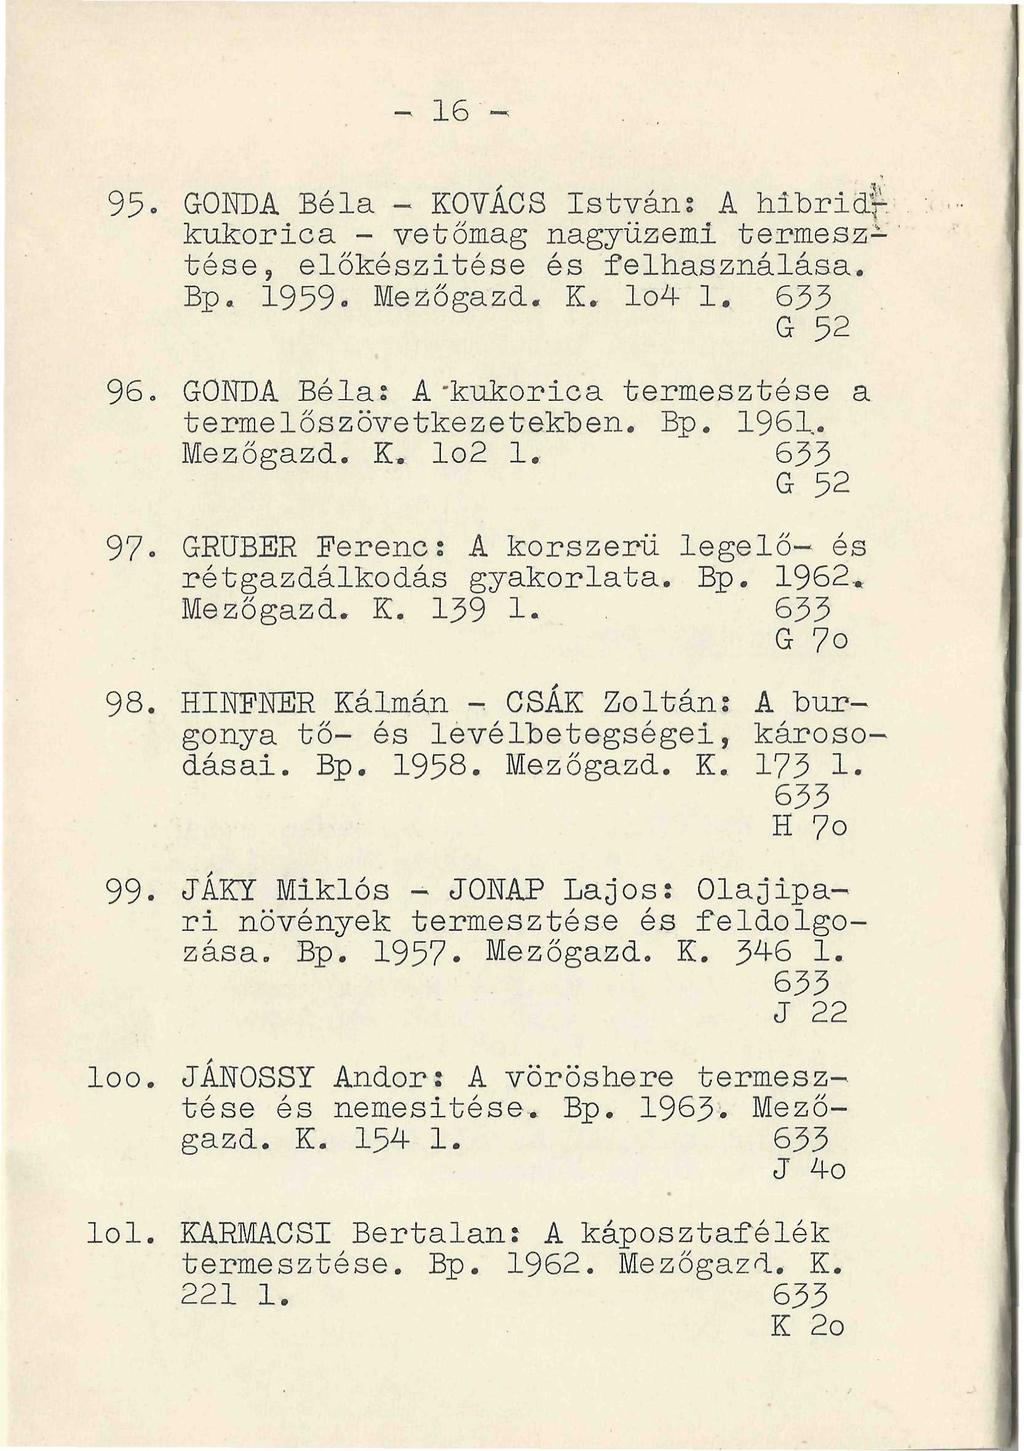 - 16 -
95. GONDA Béla - KOVÁCS István: A hibrid-
kukorica - vetőmag nagyüzemi termesz-
tése, előkészitése és felhasználása.
Bp. 1959. Mezőgazd. K. lo4 l. 633
G 52
96. GONDA Béla: A kukorica termesztése a
termelőszövetkezetekben. Bp. 1961.
Mezőgazd. K. lo2 l. 633
G 52
97. GRUBER Ferenc: A korszerü legelő- és
rétgazdálkodás gyakorlata. Bp. 1962.
Mezőgazd. K. 139 l. 633
G 7o
98. HINFNER Kálmán - CSÁK Zoltán: A bur-
gonya tő- és levélbetegségei, károso-
dásai. Bp. 1958. Mezőgazd. K. 173 l.
633
H 7o
99. JÁKY Miklós - JONAP Lajos: Olajipa-
ri növények termesztése és feldolgo-
zása. Bp. 1957. Mezőgazd. K. 346 l.
633
J 22
loo. JÁNOSSY Andor: A vöröshere termesz-
tése és nemesitése. Bp. 1963. Mező-
gazd. K. 154 l. 633
J 4o
lol. KARMACSI Bertalan: A káposztafélék
termesztése. Bp. 1962. Mezőgazd. K.
221 l. 633
K 2o